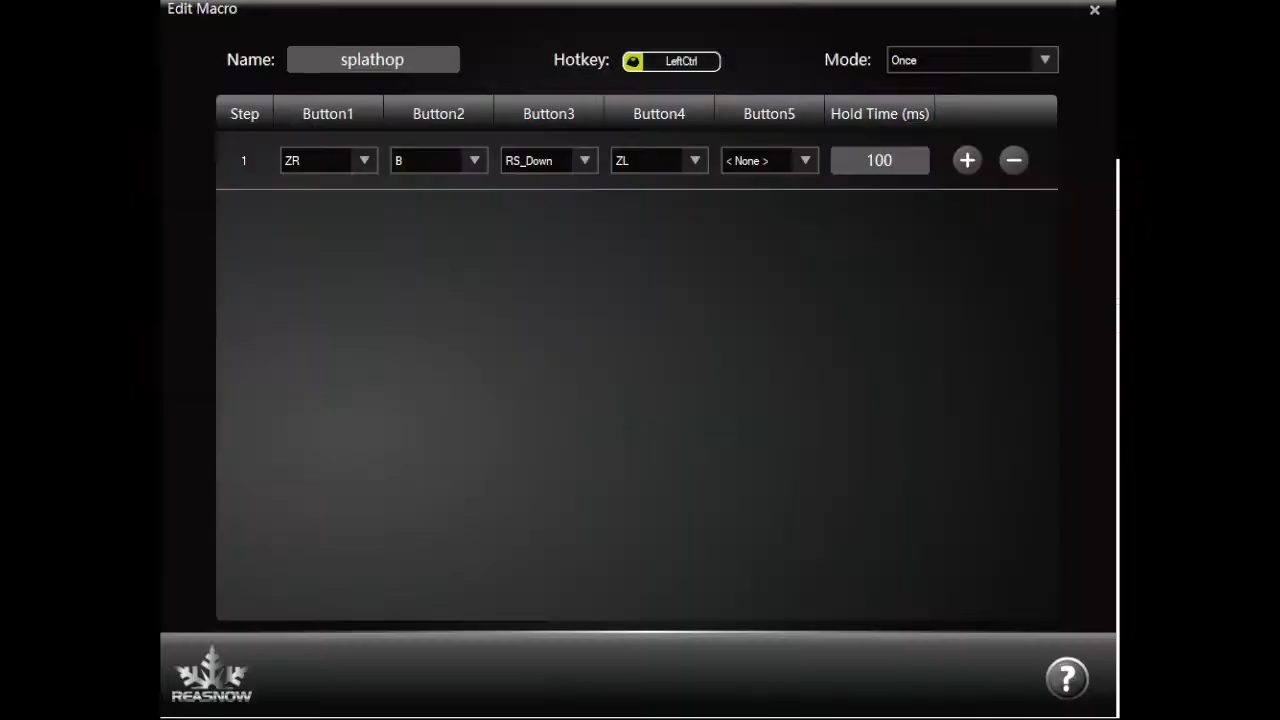 Edit Macro
Name: splathop Hotkey: LeftCtrl Mode: Once
Step Button1 Button2 Button3 Button4 Button5 Hold Time (ms)
1 ZR B RS_Down ZL < None > 100
REASNOW